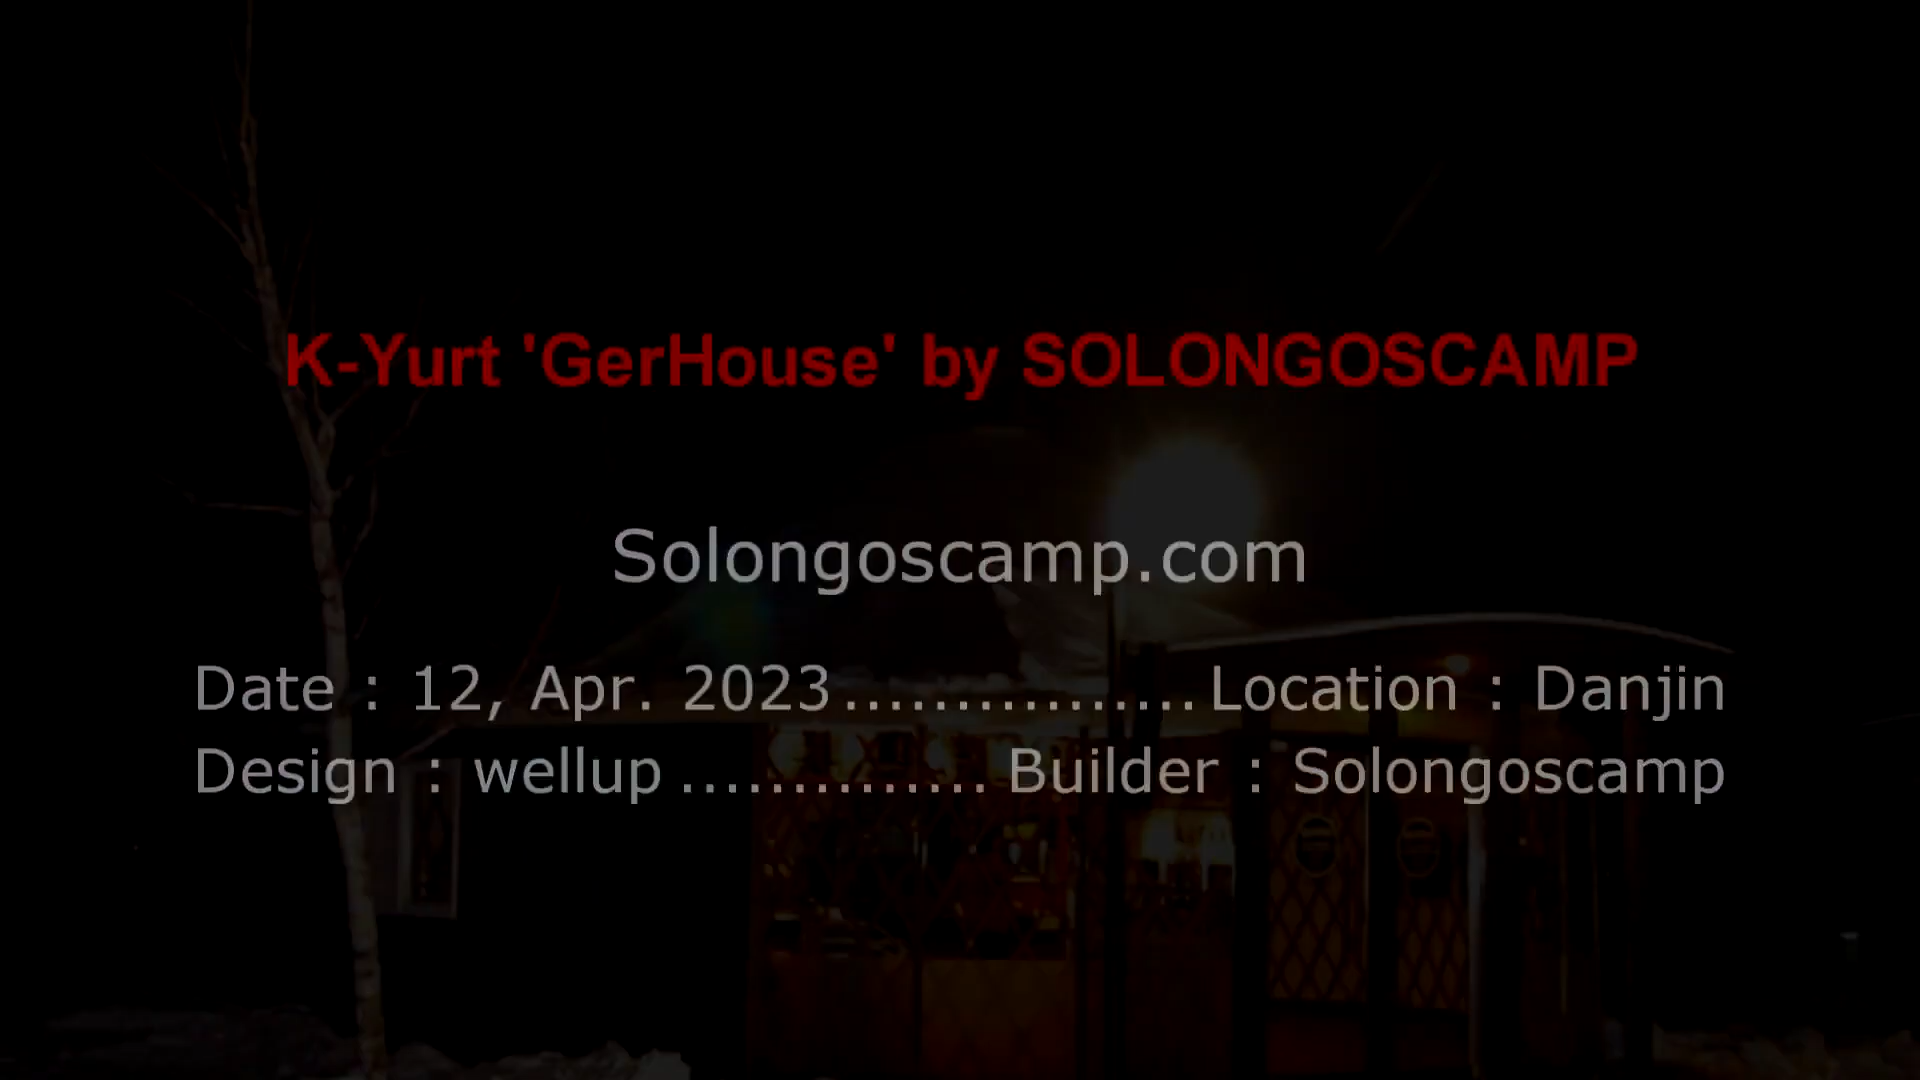 K-Yurt 'GerHouse' by SOLONGOSCAMP
Solongoscamp.com
Date : 12, Apr. 2023................Location : Danjin
Design : wellup .............. Builder : Solongoscamp